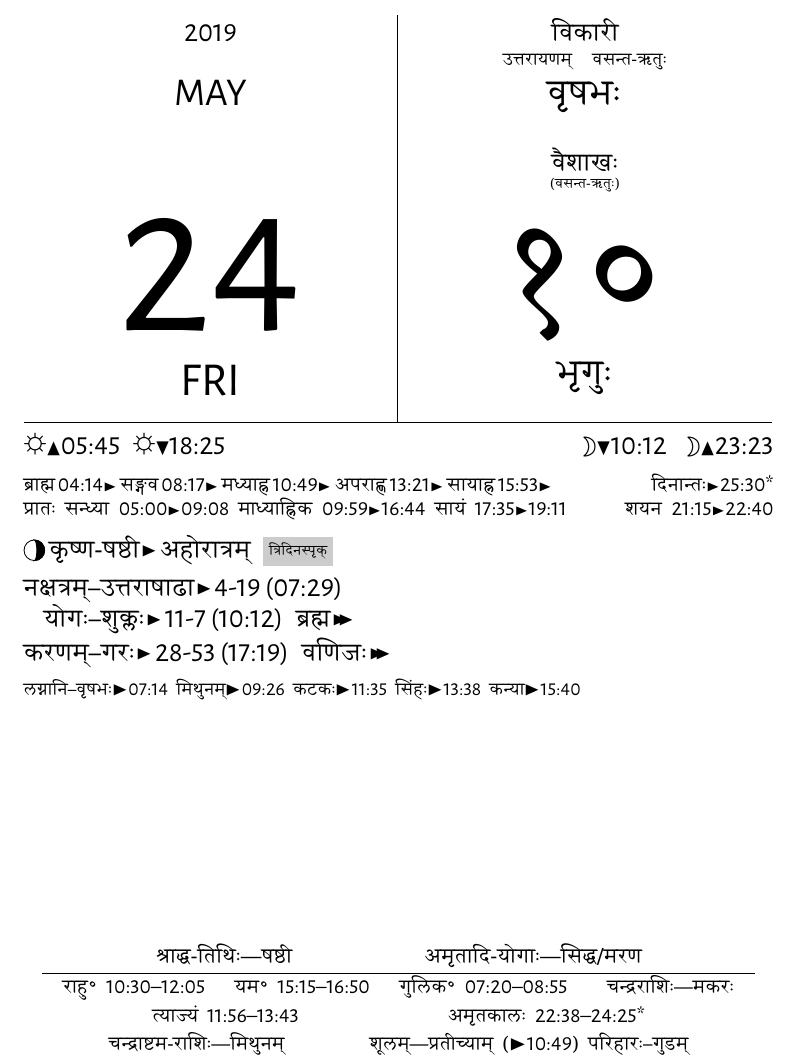 2019
MAY
24
FRI
विकारी
उत्तरायणम् वसन्त-ऋतुः
वृषभः
वैशाखः
(वसन्त-ऋतुः)
१०
भृगुः
▲05:45 ▼18:25 ☽▼10:12 ☽▲23:23
ब्राह्म04:14► सङ्गव08:17► मध्याह्न10:49► अपराह्ण13:21► सायाह्न15:53► दिनान्तः►25:30*
प्रातः सन्ध्या 05:00►09:08 माध्याह्निक 09:59►16:44 सायं 17:35►19:11 शयन 21:15►22:40
कृष्ण-षष्ठी► अहोरात्रम् त्रिदिनस्पृक्
नक्षत्रम्–उत्तराषाढा►4-19 (07:29)
योगः–शुक्लः►11-7 (10:12) ब्रह्म►►
करणम्–गरः►28-53 (17:19) वणिजः►►
लग्नानि–वृषभः►07:14 मिथुनम्►09:26 कटकः►11:35 सिंहः►13:38 कन्या►15:40
श्राद्ध-तिथिः—षष्ठी अमृतादि-योगाः—सिद्ध/मरण
राहु° 10:30–12:05 यम° 15:15–16:50 गुलिक° 07:20–08:55 चन्द्रराशिः—मकरः
त्याज्यं 11:56–13:43 अमृतकालः 22:38–24:25*
चन्द्राष्टम-राशिः—मिथुनम् शूलम्—प्रतीच्याम् (►10:49) परिहारः–गुडम्